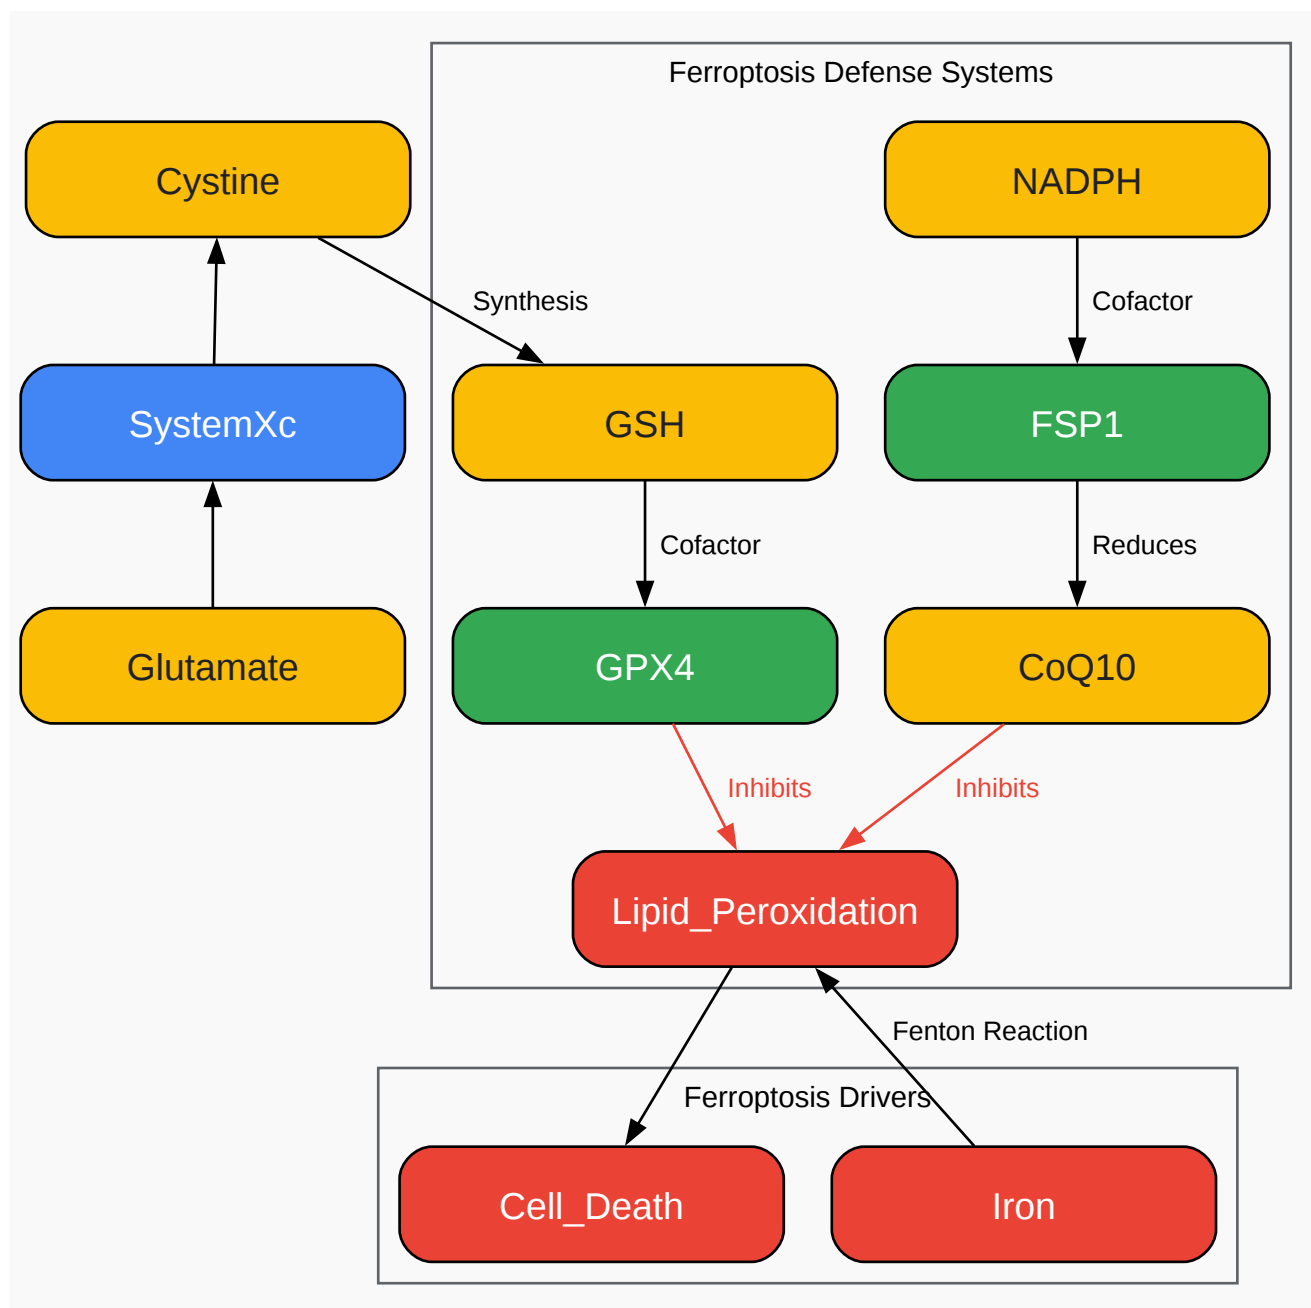 Ferroptosis Defense Systems
Cystine
NADPH
Synthesis
Cofactor
SystemXc
GSH
FSP1
Cofactor
Reduces
Glutamate
GPX4
CoQ10
Inhibits
Inhibits
Lipid_Peroxidation
Fenton Reaction
Ferroptosis Drivers
Cell_Death
Iron